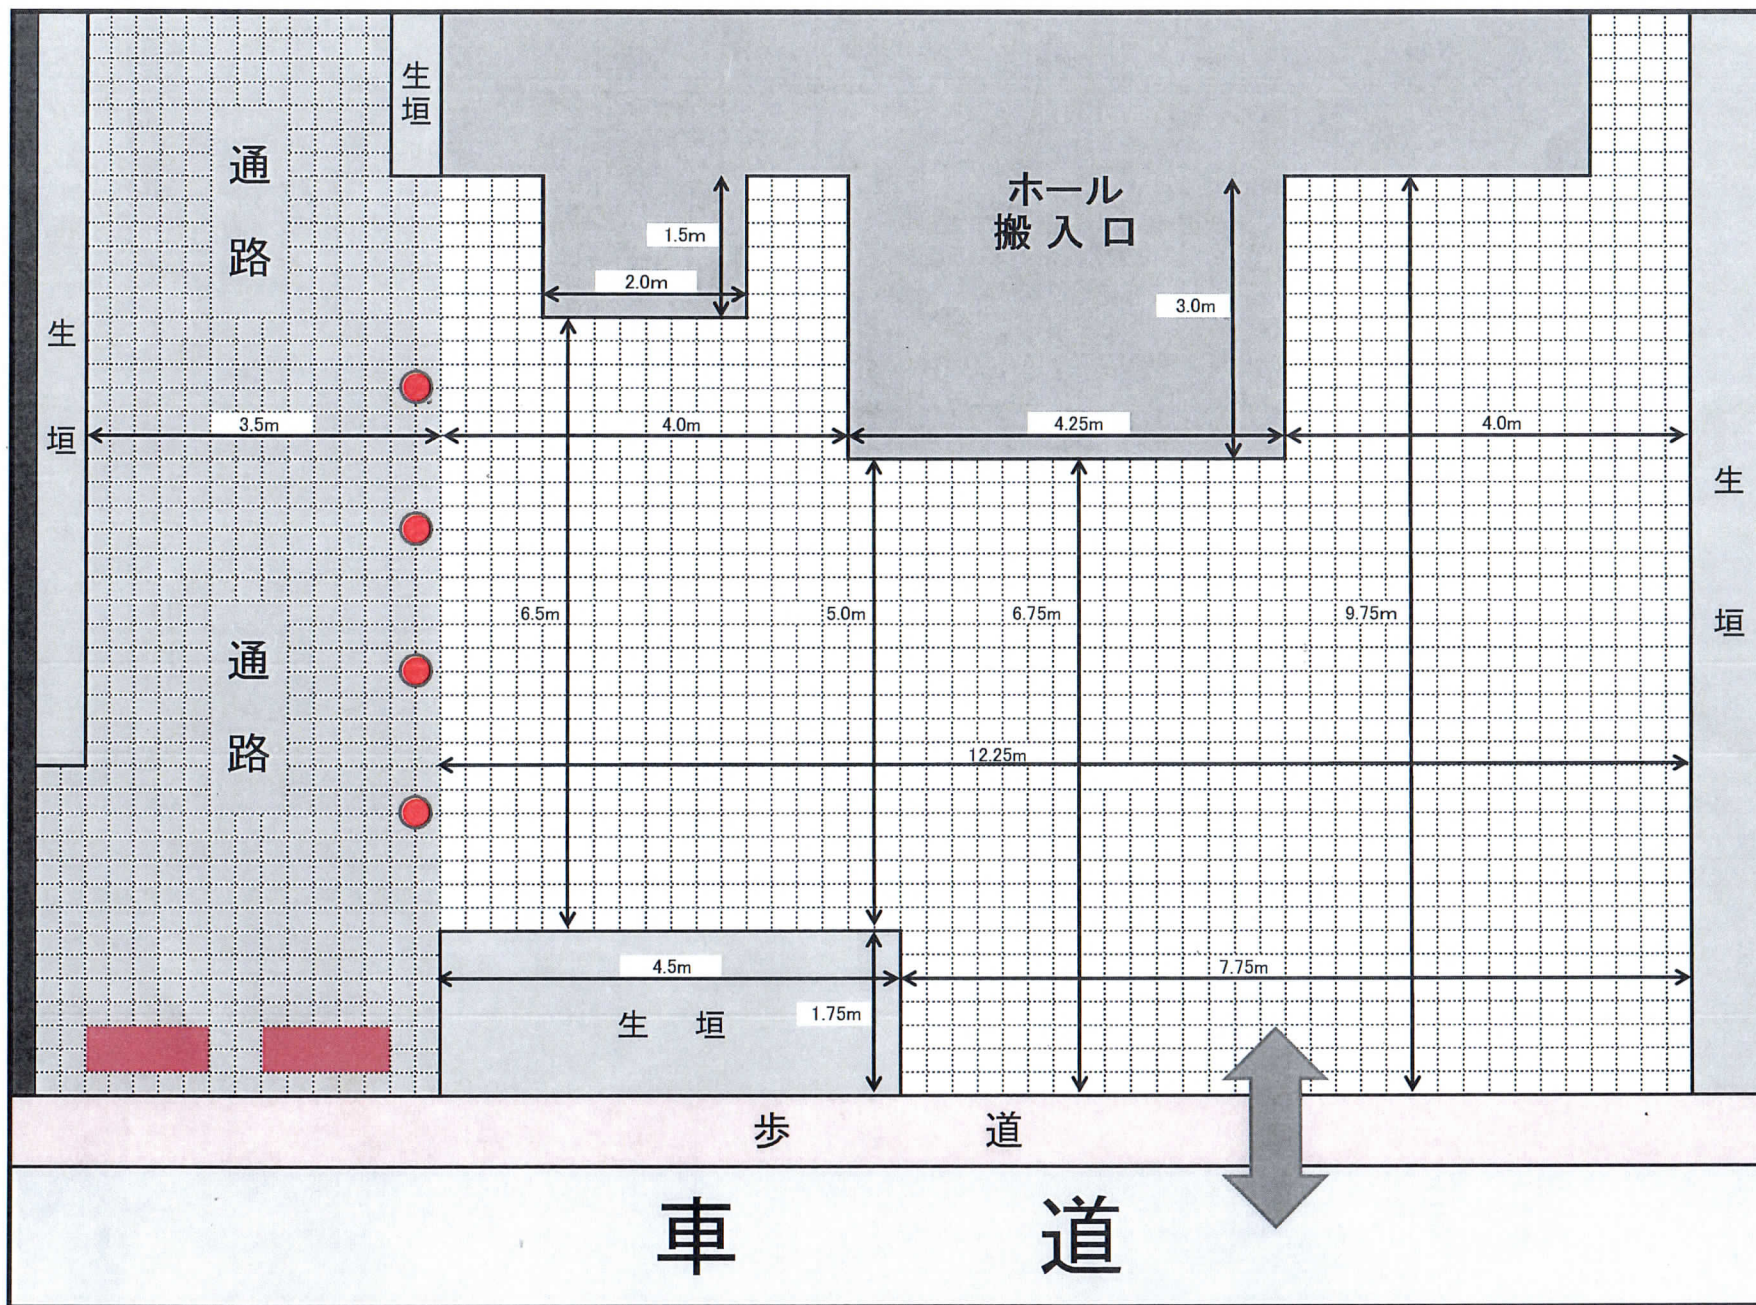 生垣
通路
ホール
搬入口
1.5m
2.0m
3.0m
生垣
3.5m
4.0m
4.25m
4.0m
生垣
6.5m
5.0m
6.75m
9.75m
通路
12.25m
4.5m
7.75m
生垣
1.75m
歩道
車道